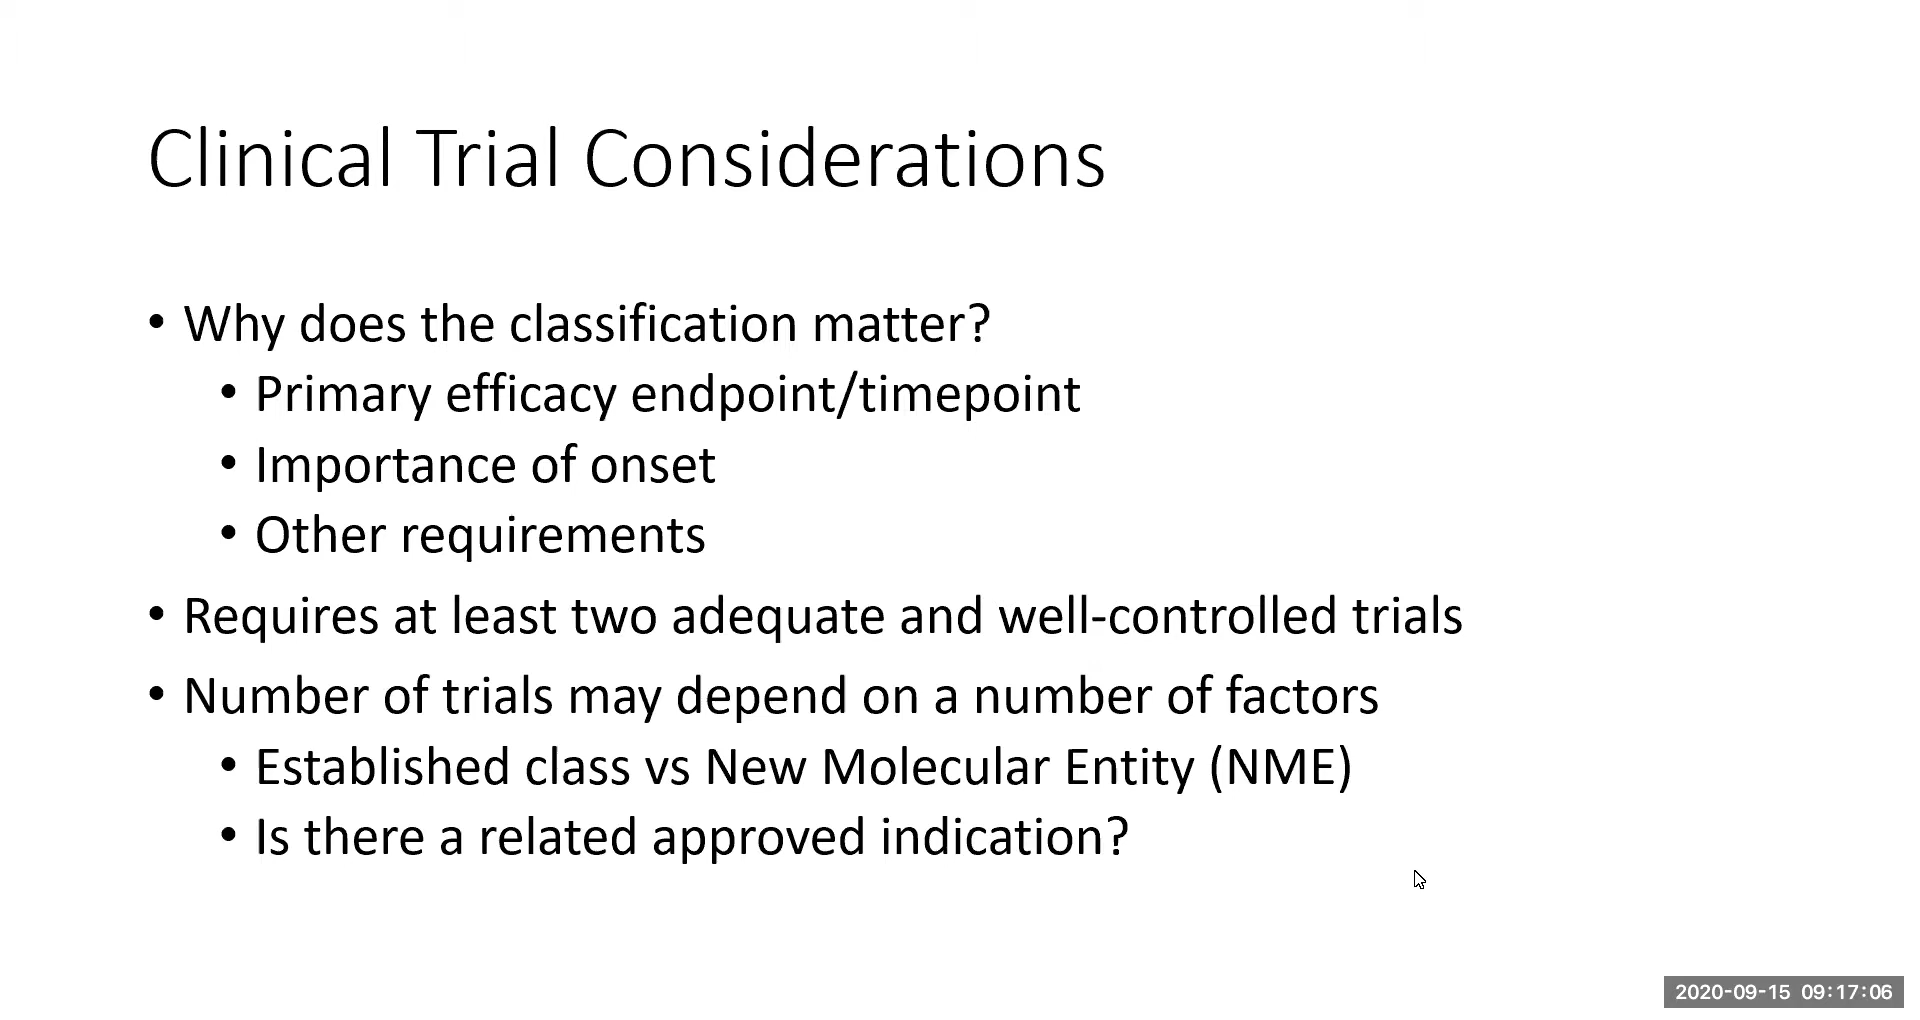 Clinical Trial Considerations
• Why does the classification matter?
• Primary efficacy endpoint/timepoint
• Importance of onset
• Other requirements
• Requires at least two adequate and well-controlled trials
• Number of trials may depend on a number of factors
• Established class vs New Molecular Entity (NME)
• Is there a related approved indication?
2020-09-15 09:17:06